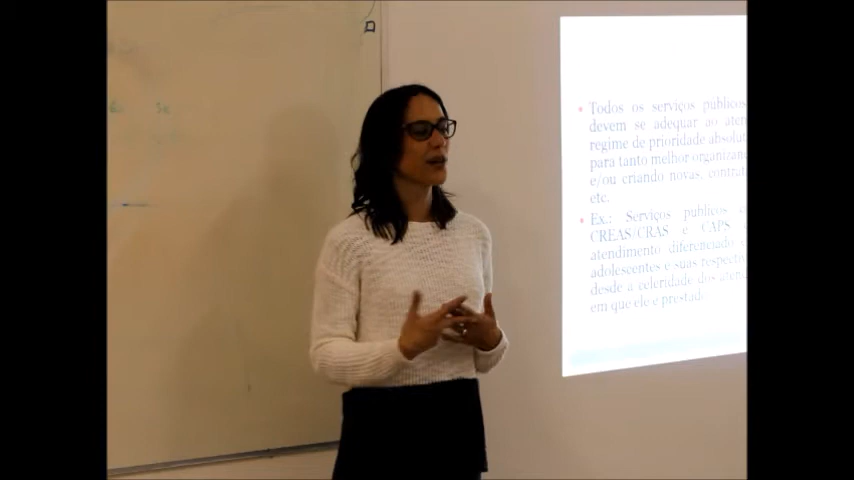 Todos os serviços públicos
devem se adequar ao aten
regime de prioridade absolut
para tanto melhor organizan
e/ou criando novas, contrat
etc.
Ex.: Serviços públicos
CREAS/CRAS e CAPS
atendimento diferenciado
adolescentes e suas respectiv
desde a celeridade dos atend
em que ele é prestado